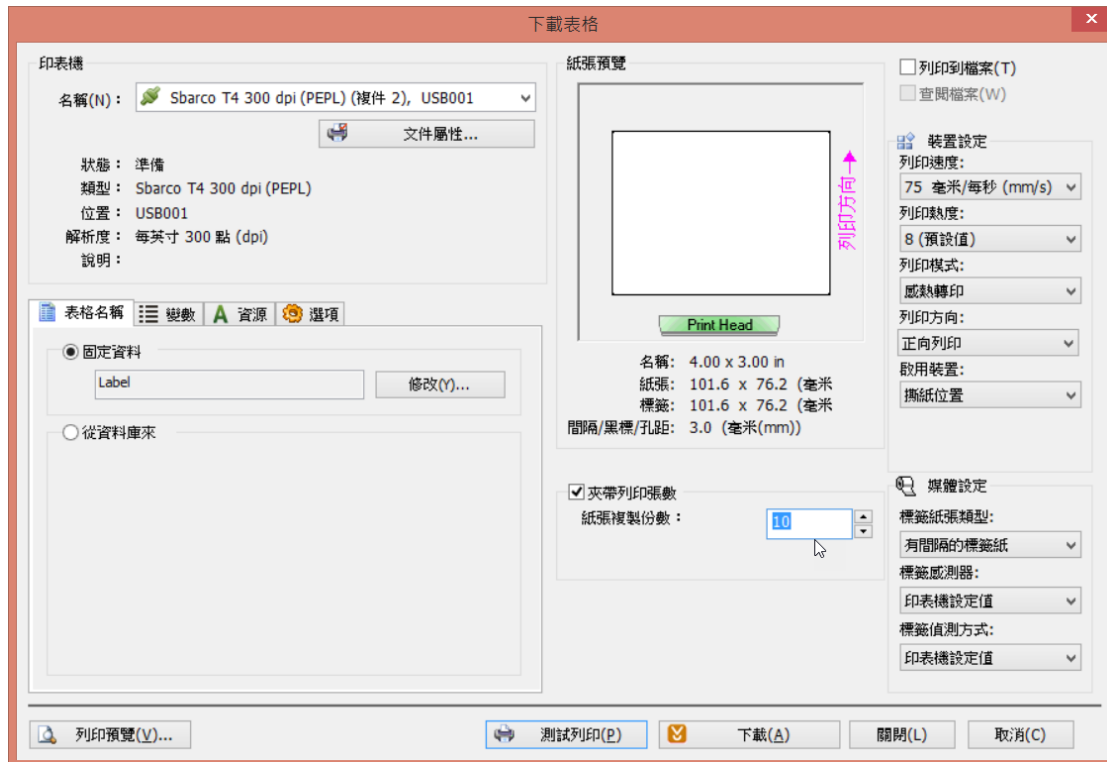 下載表格
印表機
名稱(N)： Sbarco T4 300 dpi (PEPL) (複件 2), USB001
文件屬性...
狀態： 準備
類型： Sbarco T4 300 dpi (PEPL)
位置： USB001
解析度： 每英寸 300 點 (dpi)
說明：
表格名稱 變數 資源 選項
固定資料
Label 修改(Y)...
從資料庫來
紙張預覽
列印方向
Print Head
名稱: 4.00 x 3.00 in
紙張: 101.6 x 76.2 (毫米
標籤: 101.6 x 76.2 (毫米
間隔/黑標/孔距: 3.0 (毫米(mm))
夾帶列印張數
紙張複製份數： 10
列印到檔案(T)
查閱檔案(W)
裝置設定
列印速度:
75 毫米/每秒 (mm/s)
列印熱度:
8 (預設值)
列印模式:
感熱轉印
列印方向:
正向列印
啟用裝置:
撕紙位置
媒體設定
標籤紙張類型:
有間隔的標籤紙
標籤感測器:
印表機設定值
標籤偵測方式:
印表機設定值
列印預覽(V)... 測試列印(P) 下載(A) 關閉(L) 取消(C)